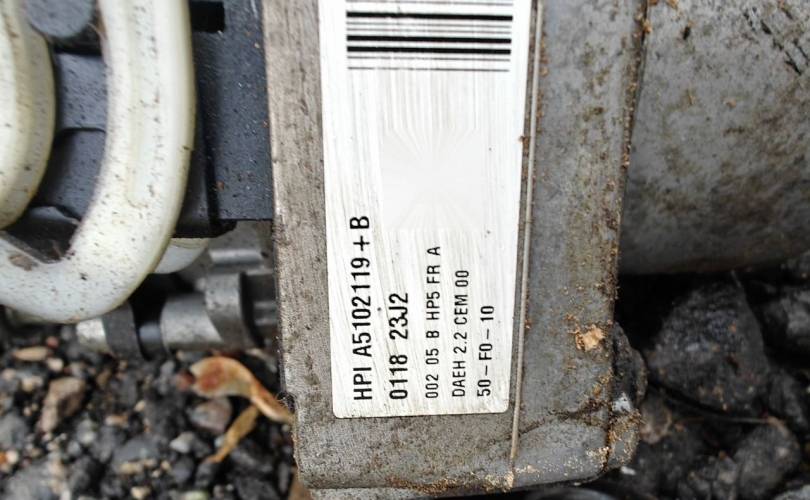 HPI A5102119+B
0118 23J2
002 05 B HP5 FR A
DAEH 2.2 CEM 00
50-F0-10